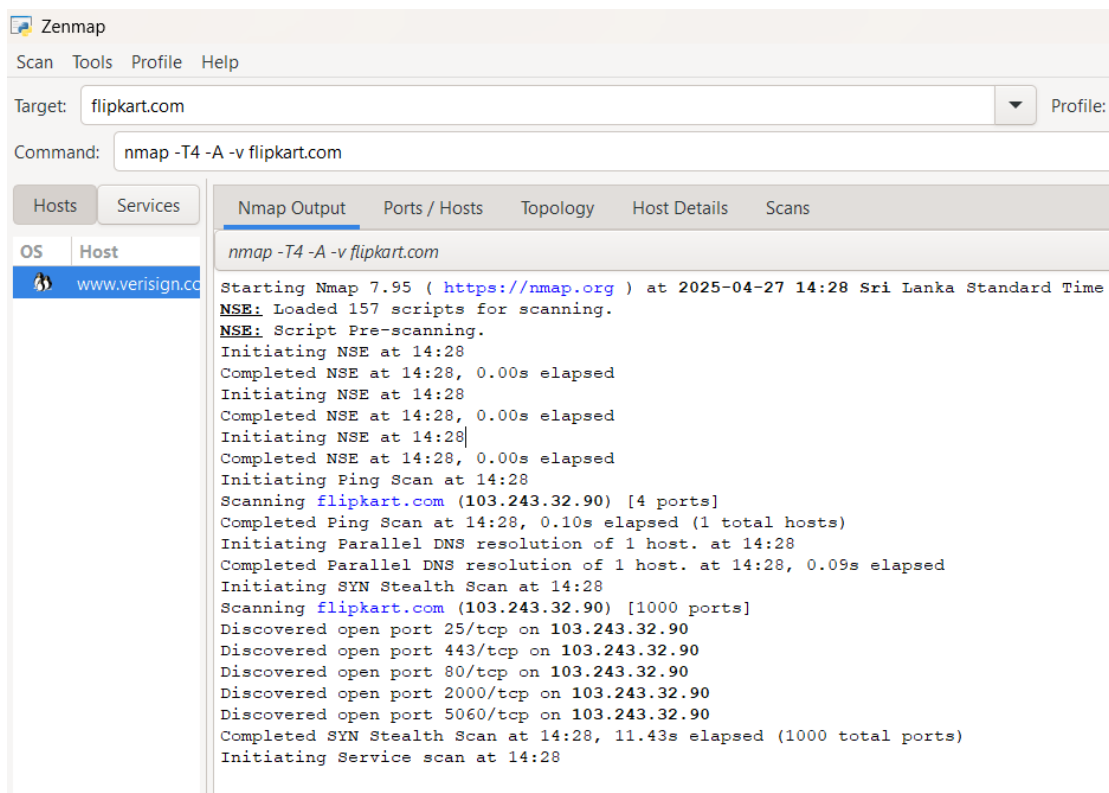 Zenmap
Scan Tools Profile Help
Target: flipkart.com Profile:
Command: nmap -T4 -A -v flipkart.com
Hosts Services Nmap Output Ports / Hosts Topology Host Details Scans
OS Host nmap -T4 -A -v flipkart.com
www.verisign.co
Starting Nmap 7.95 ( https://nmap.org ) at 2025-04-27 14:28 Sri Lanka Standard Time
NSE: Loaded 157 scripts for scanning.
NSE: Script Pre-scanning.
Initiating NSE at 14:28
Completed NSE at 14:28, 0.00s elapsed
Initiating NSE at 14:28
Completed NSE at 14:28, 0.00s elapsed
Initiating NSE at 14:28
Completed NSE at 14:28, 0.00s elapsed
Initiating Ping Scan at 14:28
Scanning flipkart.com (103.243.32.90) [4 ports]
Completed Ping Scan at 14:28, 0.10s elapsed (1 total hosts)
Initiating Parallel DNS resolution of 1 host. at 14:28
Completed Parallel DNS resolution of 1 host. at 14:28, 0.09s elapsed
Initiating SYN Stealth Scan at 14:28
Scanning flipkart.com (103.243.32.90) [1000 ports]
Discovered open port 25/tcp on 103.243.32.90
Discovered open port 443/tcp on 103.243.32.90
Discovered open port 80/tcp on 103.243.32.90
Discovered open port 2000/tcp on 103.243.32.90
Discovered open port 5060/tcp on 103.243.32.90
Completed SYN Stealth Scan at 14:28, 11.43s elapsed (1000 total ports)
Initiating Service scan at 14:28